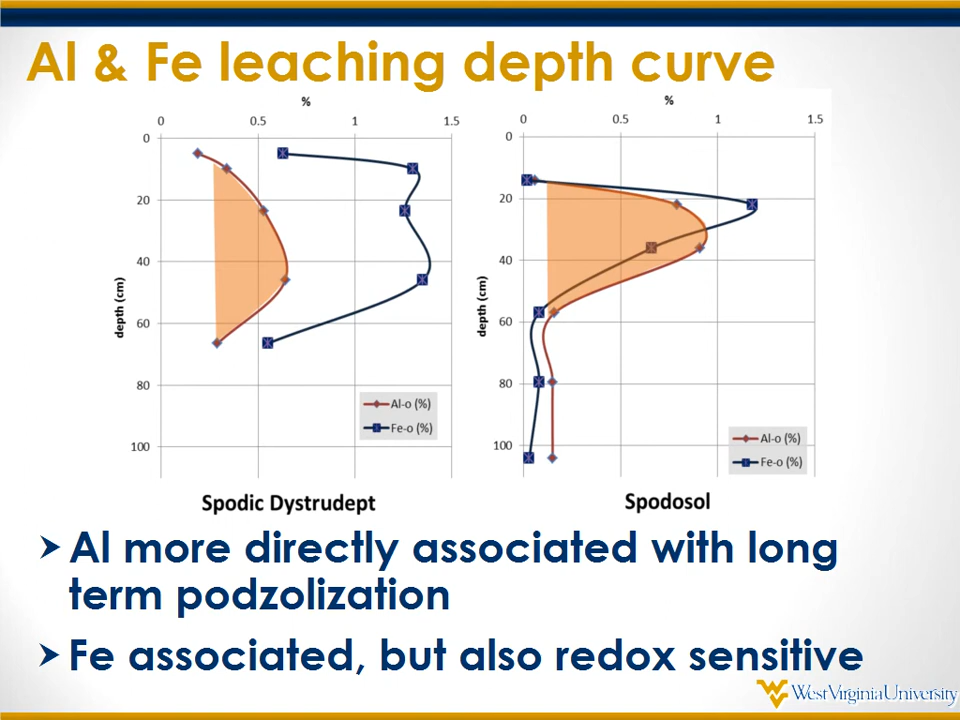 Al & Fe leaching depth curve
%
0 0.5 1 1.5
0
20
40
60
80
100
depth (cm)
Al-o (%)
Fe-o (%)
Spodic Dystrudept
%
0 0.5 1 1.5
0
20
40
60
80
100
depth (cm)
Al-o (%)
Fe-o (%)
Spodosol
➤ Al more directly associated with long
term podzolization
➤ Fe associated, but also redox sensitive
WestVirginiaUniversity